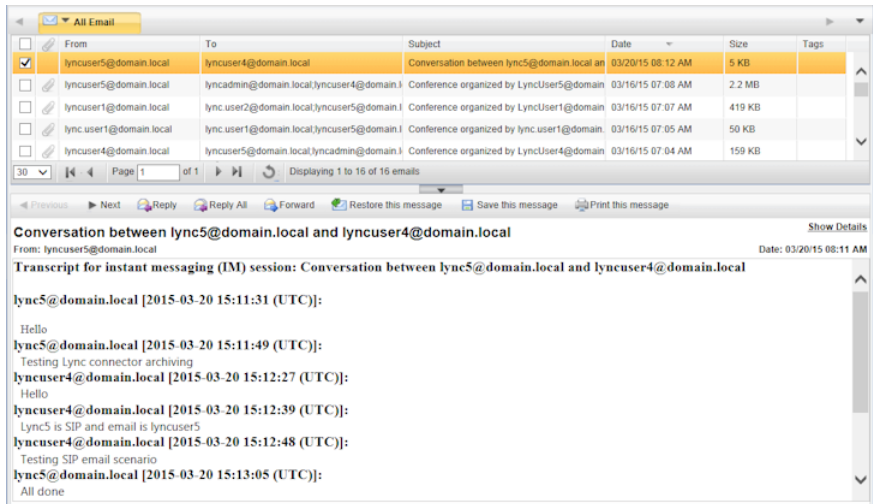 All Email
From To Subject Date Size Tags
lyncuser5@domain.local lyncuser4@domain.local Conversation between lync5@domain.local an 03/20/15 08:12 AM 5 KB
lyncuser5@domain.local lyncadmin@domain.local;lyncuser4@domain.l Conference organized by LyncUser5@domain 03/16/15 07:08 AM 2.2 MB
lyncuser1@domain.local lync.user2@domain.local;lyncuser5@domain.l Conference organized by LyncUser1@domain 03/16/15 07:07 AM 419 KB
lync.user1@domain.local lync.user1@domain.local;lyncuser5@domain.l Conference organized by lync.user1@domain. 03/16/15 07:05 AM 50 KB
lyncuser4@domain.local lyncuser5@domain.local;lyncadmin@domain.l Conference organized by LyncUser4@domain 03/16/15 07:04 AM 159 KB
30 Page 1 of 1 Displaying 1 to 16 of 16 emails
Previous Next Reply Reply All Forward Restore this message Save this message Print this message
Conversation between lync5@domain.local and lyncuser4@domain.local Show Details
From: lyncuser5@domain.local Date: 03/20/15 08:11 AM
Transcript for instant messaging (IM) session: Conversation between lync5@domain.local and lyncuser4@domain.local
lync5@domain.local [2015-03-20 15:11:31 (UTC)]:
Hello
lync5@domain.local [2015-03-20 15:11:49 (UTC)]:
Testing Lync connector archiving
lyncuser4@domain.local [2015-03-20 15:12:27 (UTC)]:
Hello
lyncuser4@domain.local [2015-03-20 15:12:39 (UTC)]:
Lync5 is SIP and email is lyncuser5
lyncuser4@domain.local [2015-03-20 15:12:48 (UTC)]:
Testing SIP email scenario
lync5@domain.local [2015-03-20 15:13:05 (UTC)]:
All done